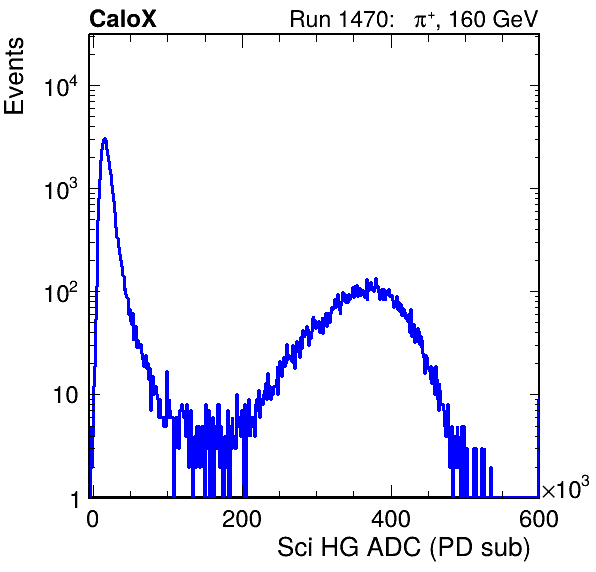 CaloX Run 1470: π⁺, 160 GeV
Events
10⁴
10³
10²
10
1
0 200 400 600
×10³
Sci HG ADC (PD sub)